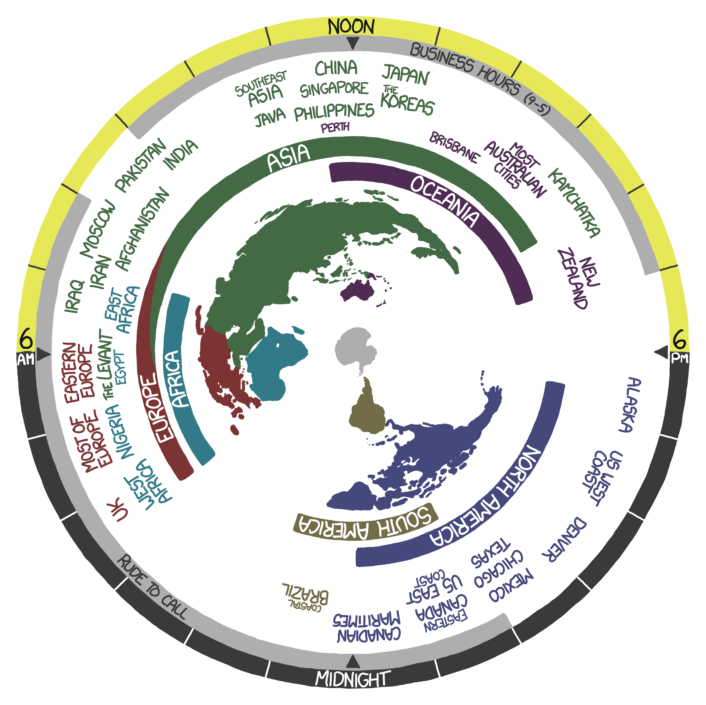 NOON
BUSINESS HOURS (9-5)
CHINA
JAPAN
SOUTHEAST
ASIA
SINGAPORE
THE
KOREAS
JAVA
PHILIPPINES
PERTH
BRISBANE
MOST
AUSTRALIAN
CITIES
KAMCHATKA
NEW
ZEALAND
INDIA
PAKISTAN
AFGHANISTAN
MOSCOW
IRAN
IRAQ
EAST
AFRICA
ASIA
OCEANIA
6
AM
6
PM
EASTERN
EUROPE
THE LEVANT
EGYPT
EUROPE
AFRICA
MOST OF
EUROPE
NIGERIA
WEST
AFRICA
UK
ALASKA
US WEST
COAST
DENVER
NORTH AMERICA
SOUTH AMERICA
TEXAS
CHICAGO
MEXICO
US EAST
COAST
EASTERN
CANADA
CANADIAN
MARITIMES
COASTAL
BRAZIL
RUDE TO CALL
MIDNIGHT